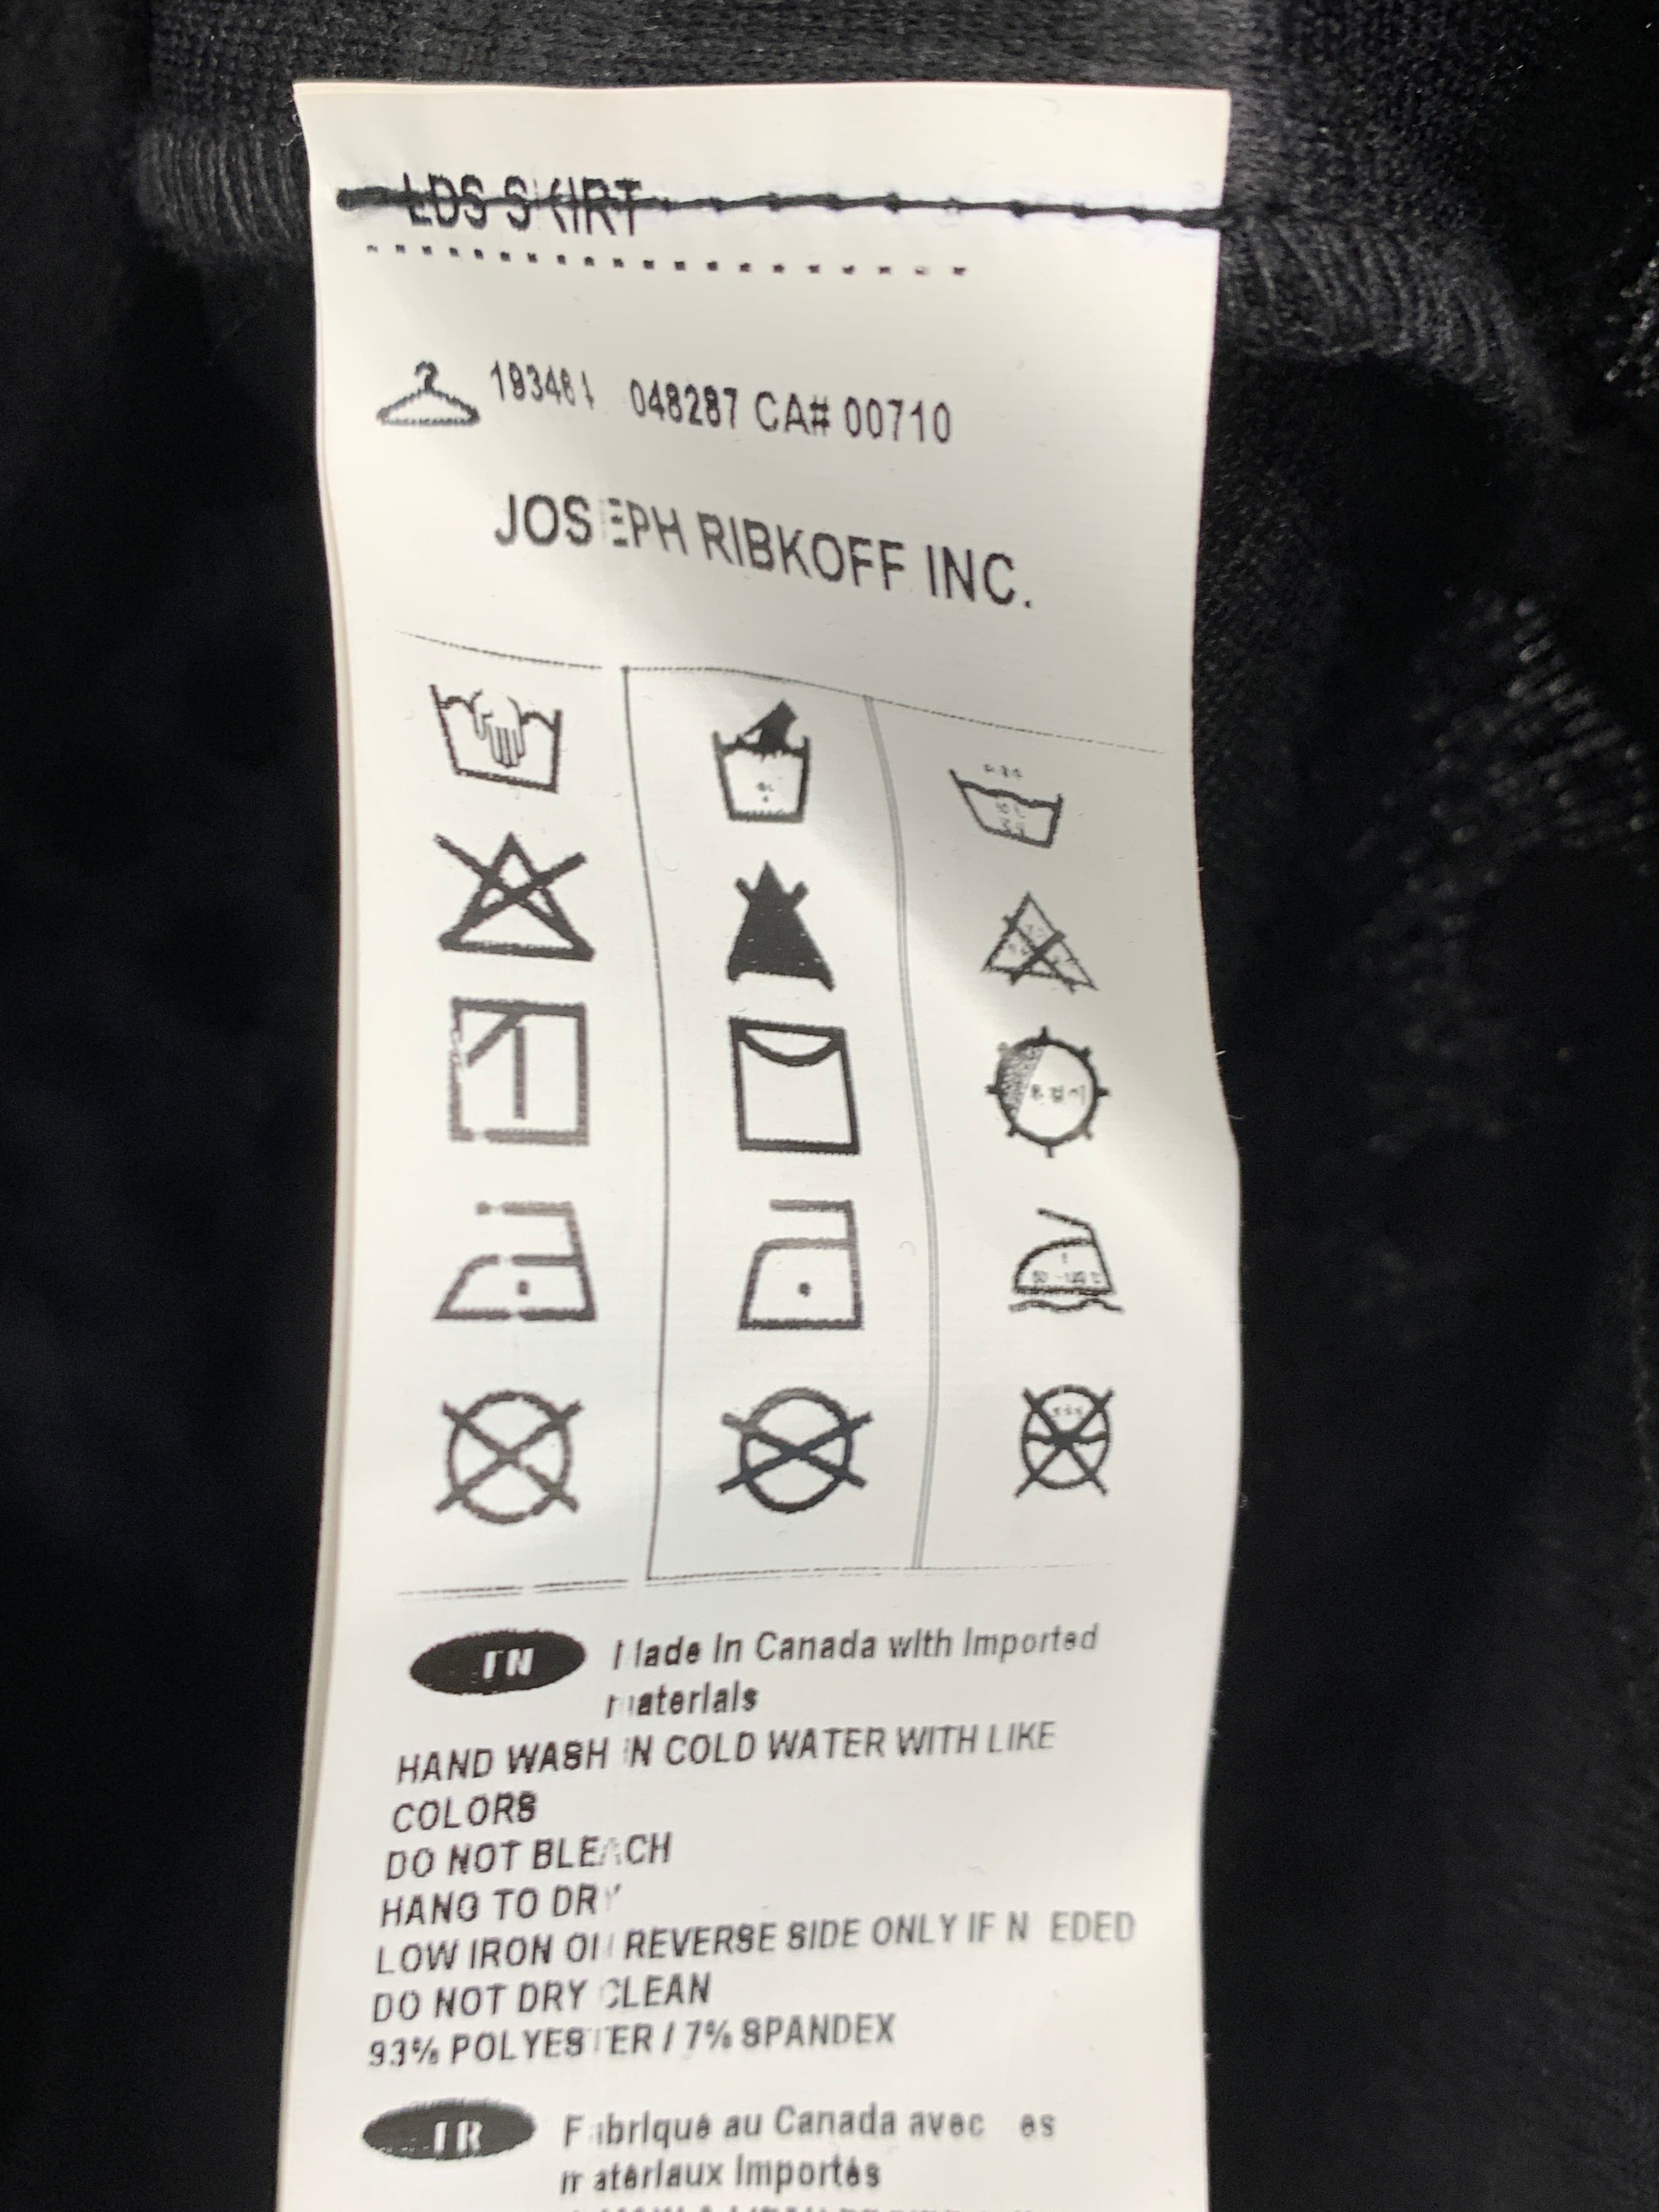 LDS SKIRT
193461 048287 CA# 00710
JOSEPH RIBKOFF INC.
EN Made In Canada with Imported
materials
HAND WASH IN COLD WATER WITH LIKE
COLORS
DO NOT BLEACH
HANG TO DRY
LOW IRON ON REVERSE SIDE ONLY IF NEEDED
DO NOT DRY CLEAN
93% POLYESTER / 7% SPANDEX
FR Fabriqué au Canada avec des
matériaux Importés